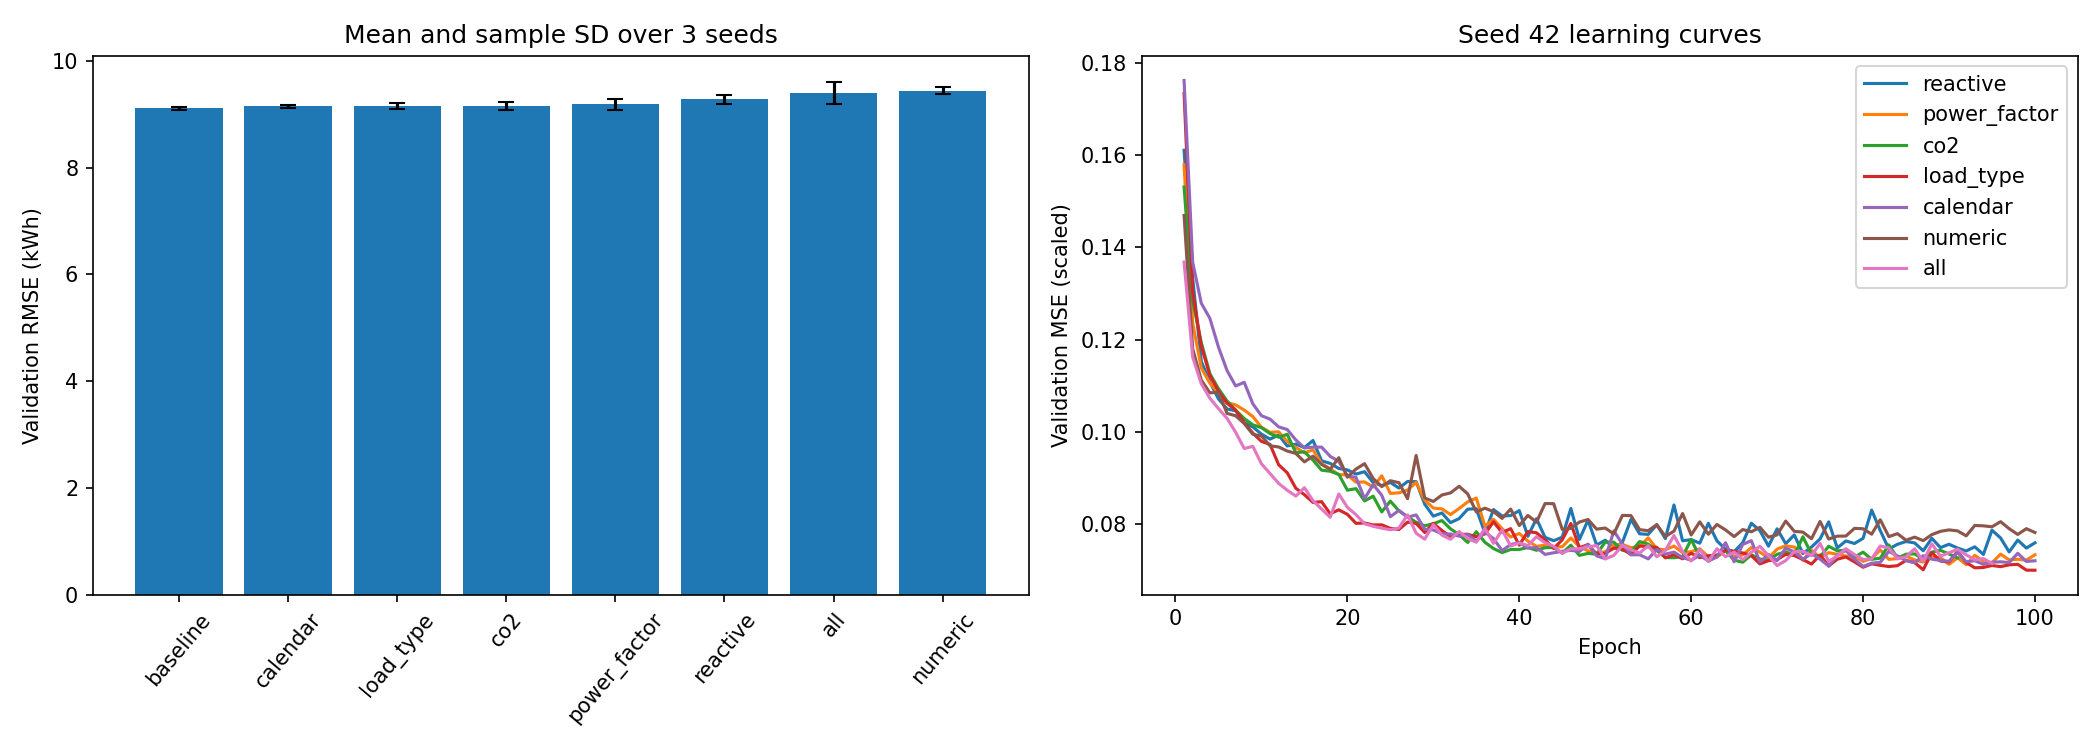 Mean and sample SD over 3 seeds
Validation RMSE (kWh)
10
8
6
4
2
0
baseline
calendar
load_type
co2
power_factor
reactive
all
numeric
Seed 42 learning curves
Validation MSE (scaled)
0.18
0.16
0.14
0.12
0.10
0.08
0
20
40
60
80
100
Epoch
reactive
power_factor
co2
load_type
calendar
numeric
all